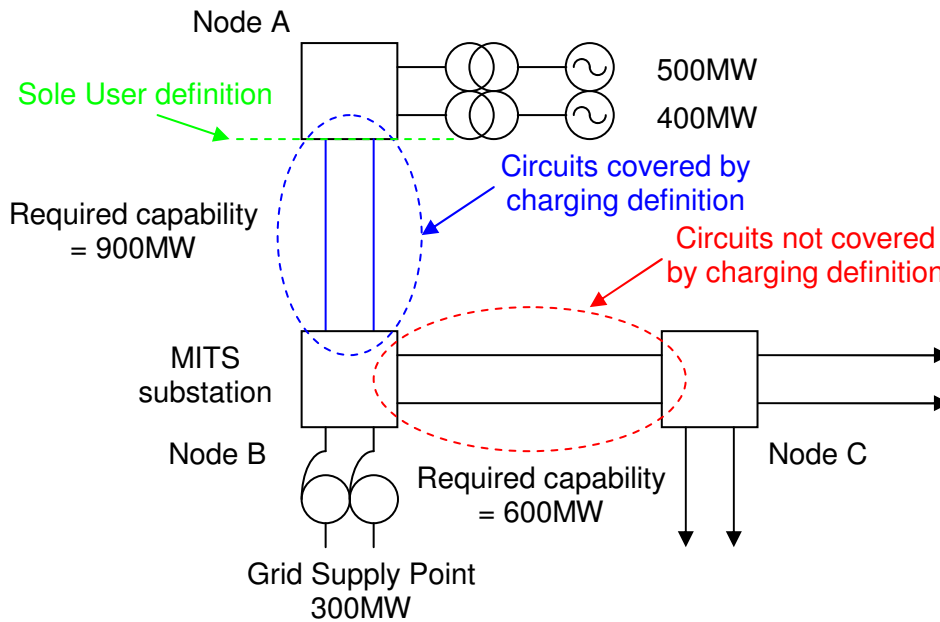 Node A
500MW
Sole User definition
400MW
Circuits covered by
charging definition
Required capability
= 900MW
Circuits not covered
by charging definition
MITS
substation
Node B
Node C
Required capability
= 600MW
Grid Supply Point
300MW